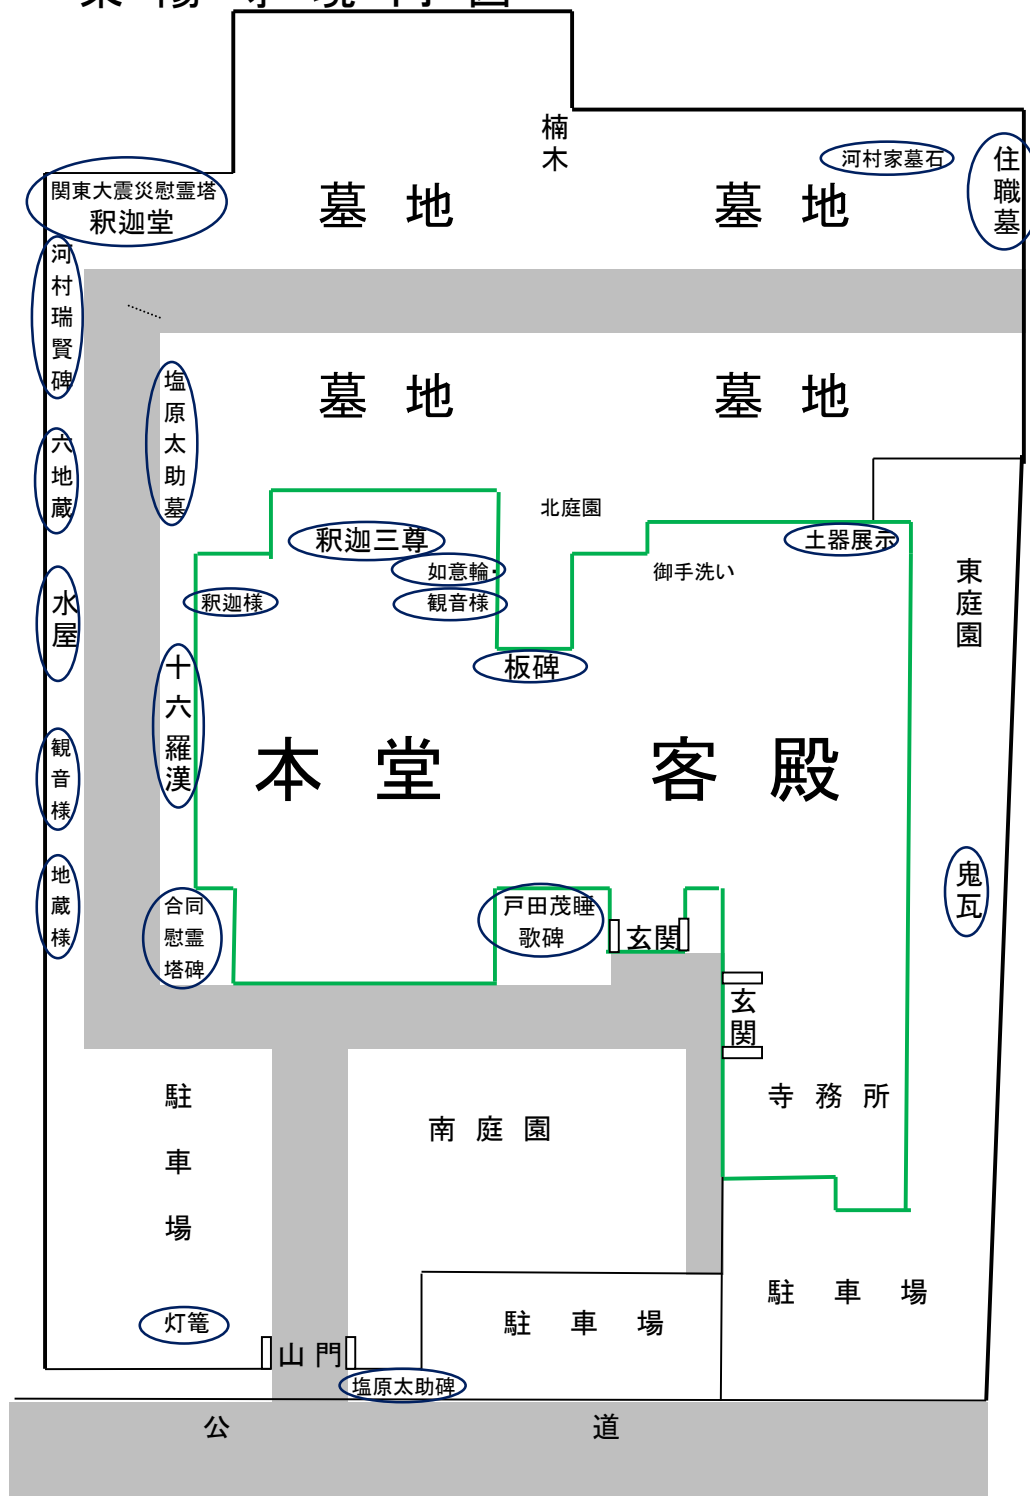 東陽寺境内図
楠木
河村家墓石
住職墓
関東大震災慰霊塔
釈迦堂
墓地
墓地
河村瑞賢碑
塩原太助墓
墓地
墓地
六地蔵
北庭園
釈迦三尊
土器展示
如意輪・
観音様
御手洗い
釈迦様
水屋
東庭園
板碑
十六羅漢
観音様
本堂
客殿
地蔵様
鬼瓦
合同
慰霊
塔碑
戸田茂睡
歌碑
玄関
玄関
寺務所
駐車場
南庭園
駐車場
駐車場
灯篭
山門
塩原太助碑
公道